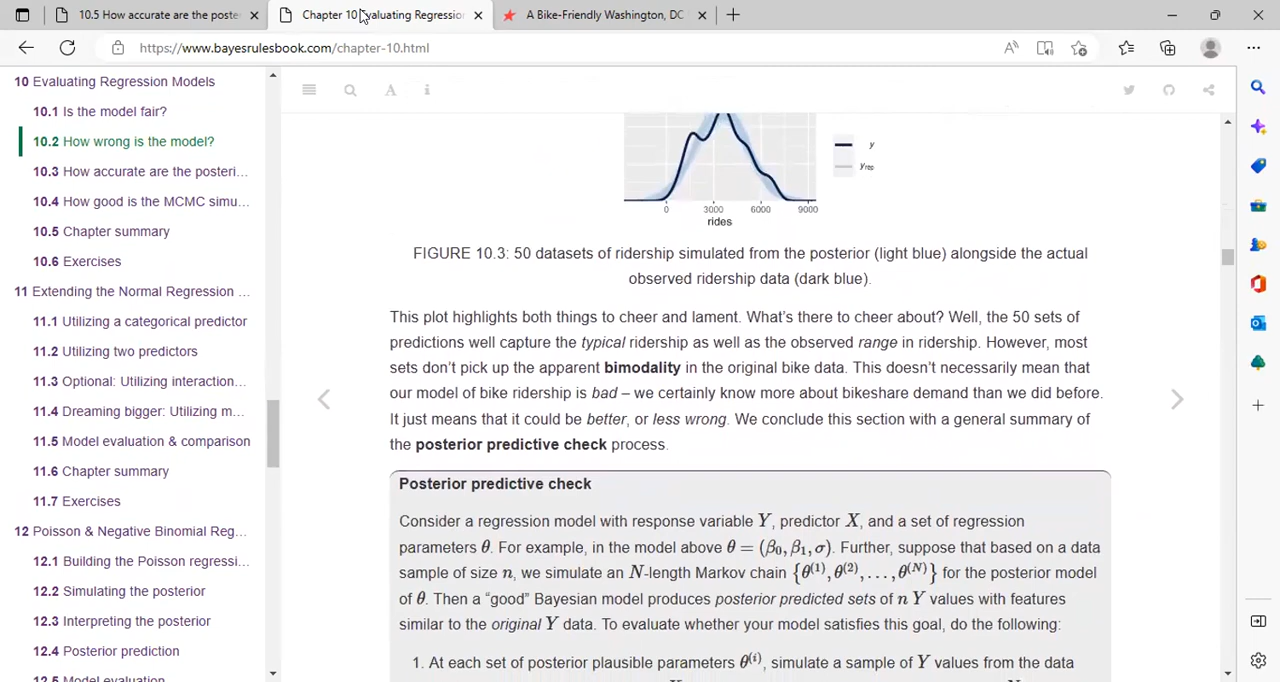 10.5 How accurate are the poste
Chapter 10 Evaluating Regression
A Bike-Friendly Washington, DC
https://www.bayesrulesbook.com/chapter-10.html
10 Evaluating Regression Models
10.1 Is the model fair?
10.2 How wrong is the model?
10.3 How accurate are the posteri...
10.4 How good is the MCMC simu...
10.5 Chapter summary
10.6 Exercises
11 Extending the Normal Regression ...
11.1 Utilizing a categorical predictor
11.2 Utilizing two predictors
11.3 Optional: Utilizing interaction...
11.4 Dreaming bigger: Utilizing m...
11.5 Model evaluation & comparison
11.6 Chapter summary
11.7 Exercises
12 Poisson & Negative Binomial Reg...
12.1 Building the Poisson regressi...
12.2 Simulating the posterior
12.3 Interpreting the posterior
12.4 Posterior prediction
12.5 Model evaluation
y
yrep
0 3000 6000 9000
rides
FIGURE 10.3: 50 datasets of ridership simulated from the posterior (light blue) alongside the actual
observed ridership data (dark blue).
This plot highlights both things to cheer and lament. What's there to cheer about? Well, the 50 sets of
predictions well capture the typical ridership as well as the observed range in ridership. However, most
sets don't pick up the apparent bimodality in the original bike data. This doesn't necessarily mean that
our model of bike ridership is bad – we certainly know more about bikeshare demand than we did before.
It just means that it could be better, or less wrong. We conclude this section with a general summary of
the posterior predictive check process.
Posterior predictive check
Consider a regression model with response variable Y, predictor X, and a set of regression
parameters θ. For example, in the model above θ = (β0, β1, σ). Further, suppose that based on a data
sample of size n, we simulate an N-length Markov chain {θ(1), θ(2), . . . , θ(N)} for the posterior model
of θ. Then a “good” Bayesian model produces posterior predicted sets of n Y values with features
similar to the original Y data. To evaluate whether your model satisfies this goal, do the following:
1. At each set of posterior plausible parameters θ(i), simulate a sample of Y values from the data